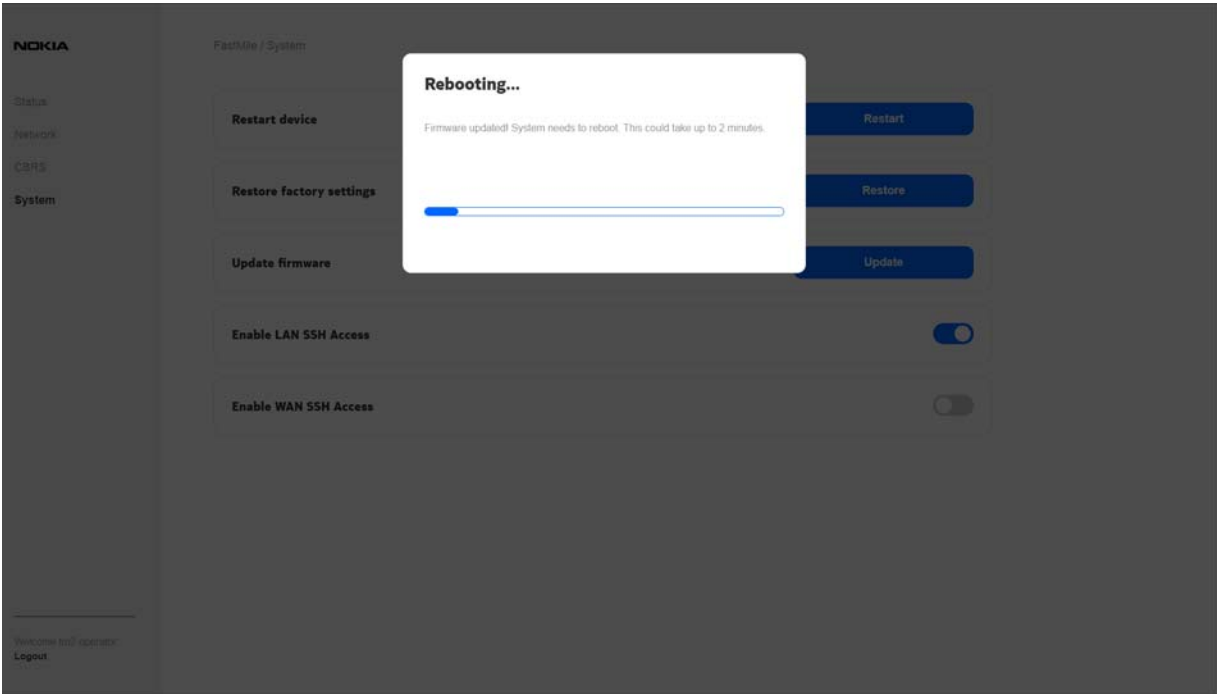 NOKIA
FastMile / System
Status
Network
CBRS
System
Rebooting...
Firmware updated! System needs to reboot. This could take up to 2 minutes.
Restart device
Restart
Restore factory settings
Restore
Update firmware
Update
Enable LAN SSH Access
Enable WAN SSH Access
Welcome operator
Logout